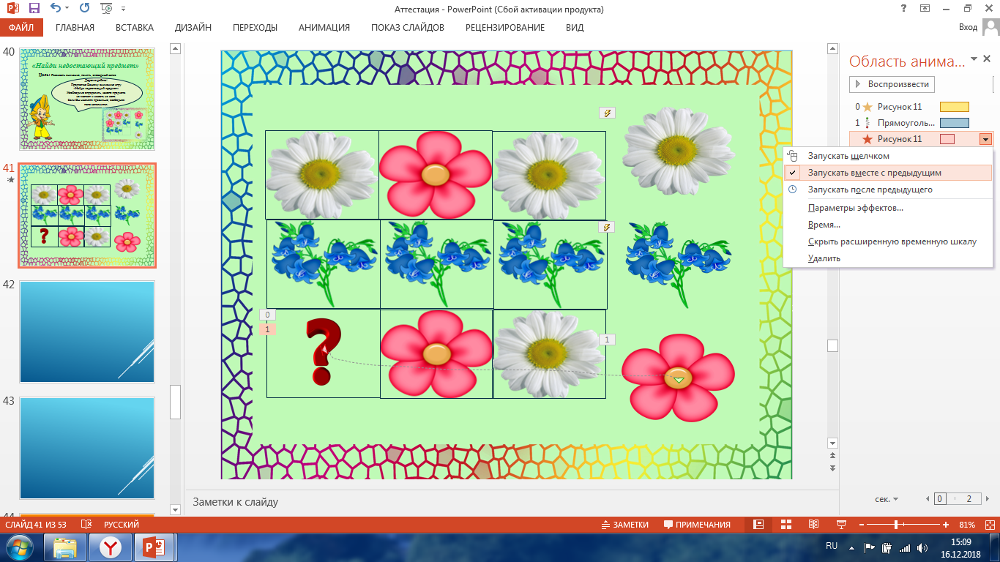 Аттестация - PowerPoint (Сбой активации продукта)
?
ФАЙЛ ГЛАВНАЯ ВСТАВКА ДИЗАЙН ПЕРЕХОДЫ АНИМАЦИЯ ПОКАЗ СЛАЙДОВ РЕЦЕНЗИРОВАНИЕ ВИД
Вход
40
«Найди недостающий предмет»
41
42
43
44
0
1
1
?
Область анима...
Воспроизвести
0 Рисунок 11
1 Прямоуголь...
Рисунок 11
Запускать щелчком
Запускать вместе с предыдущим
Запускать после предыдущего
Параметры эффектов...
Время...
Скрыть расширенную временную шкалу
Удалить
сек. 0 2
Заметки к слайду
СЛАЙД 41 ИЗ 53 РУССКИЙ ЗАМЕТКИ ПРИМЕЧАНИЯ 81%
RU
15:09
16.12.2018